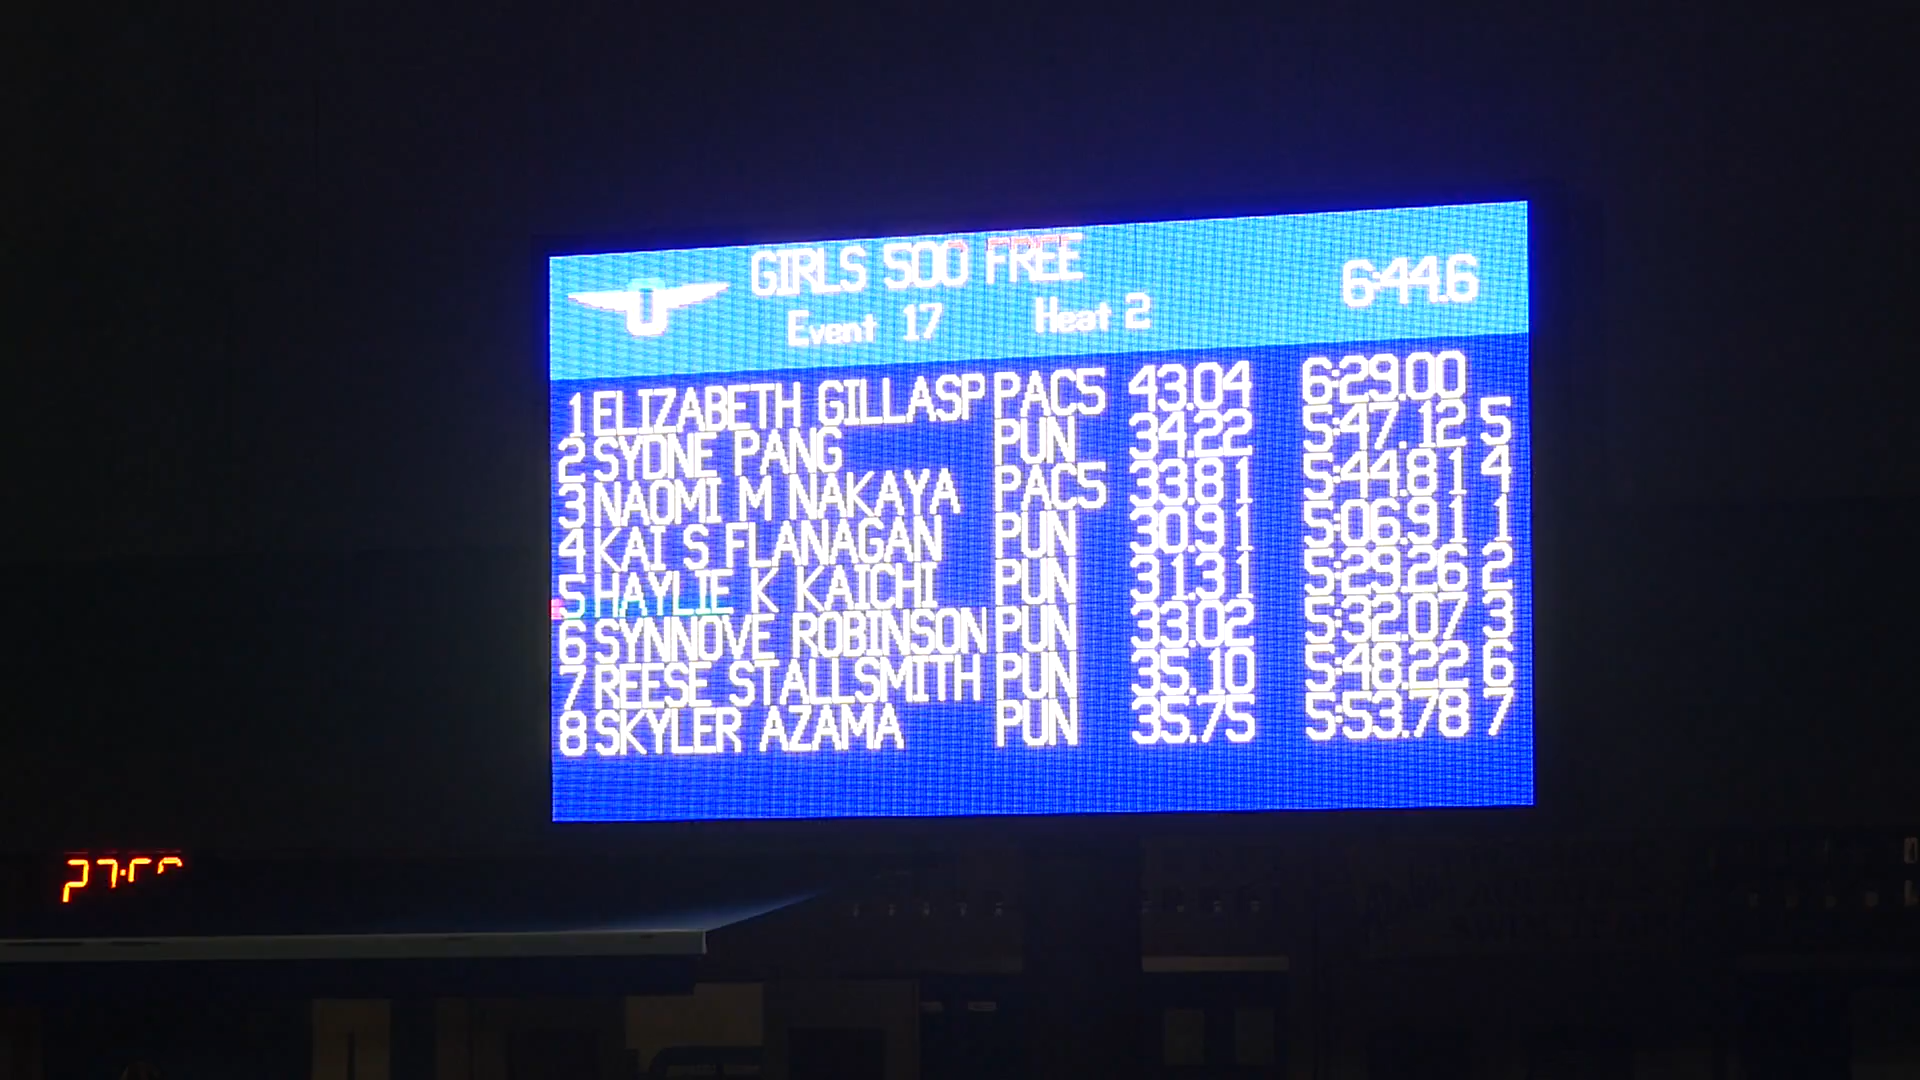 GIRLS 500 FREE
6:44.6
Event 17 Heat 2
1 ELIZABETH GILLASP PAC5 43.04 6:29.00
2 SYDNE PANG PUN 34.22 5:47.12 5
3 NAOMI M NAKAYA PAC5 33.81 5:44.81 4
4 KAI S FLANAGAN PUN 30.91 5:06.91 1
5 HAYLIE K KAICHI PUN 31.31 5:29.26 2
6 SYNNOVE ROBINSON PUN 33.02 5:32.07 3
7 REESE STALLSMITH PUN 35.10 5:48.22 6
8 SKYLER AZAMA PUN 35.75 5:53.78 7